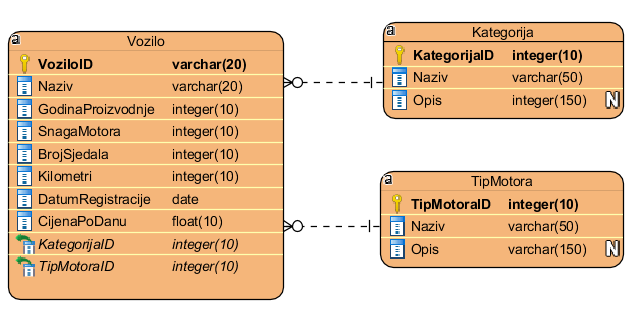 Vozilo
VoziloID varchar(20)
Naziv varchar(20)
GodinaProizvodnje integer(10)
SnagaMotora integer(10)
BrojSjedala integer(10)
Kilometri integer(10)
DatumRegistracije date
CijenaPoDanu float(10)
KategorijaID integer(10)
TipMotoraID integer(10)
Kategorija
KategorijaID integer(10)
Naziv varchar(50)
Opis integer(150) N
TipMotora
TipMotoraID integer(10)
Naziv varchar(50)
Opis varchar(150) N